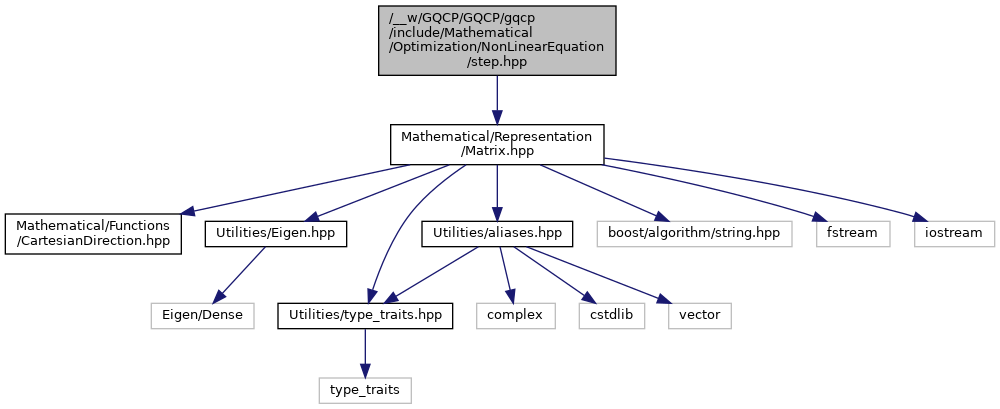 /__w/GQCP/GQCP/gqcp
/include/Mathematical
/Optimization/NonLinearEquation
/step.hpp
Mathematical/Representation
/Matrix.hpp
Mathematical/Functions
/CartesianDirection.hpp
Utilities/Eigen.hpp
Utilities/aliases.hpp
boost/algorithm/string.hpp
fstream
iostream
Eigen/Dense
Utilities/type_traits.hpp
complex
cstdlib
vector
type_traits